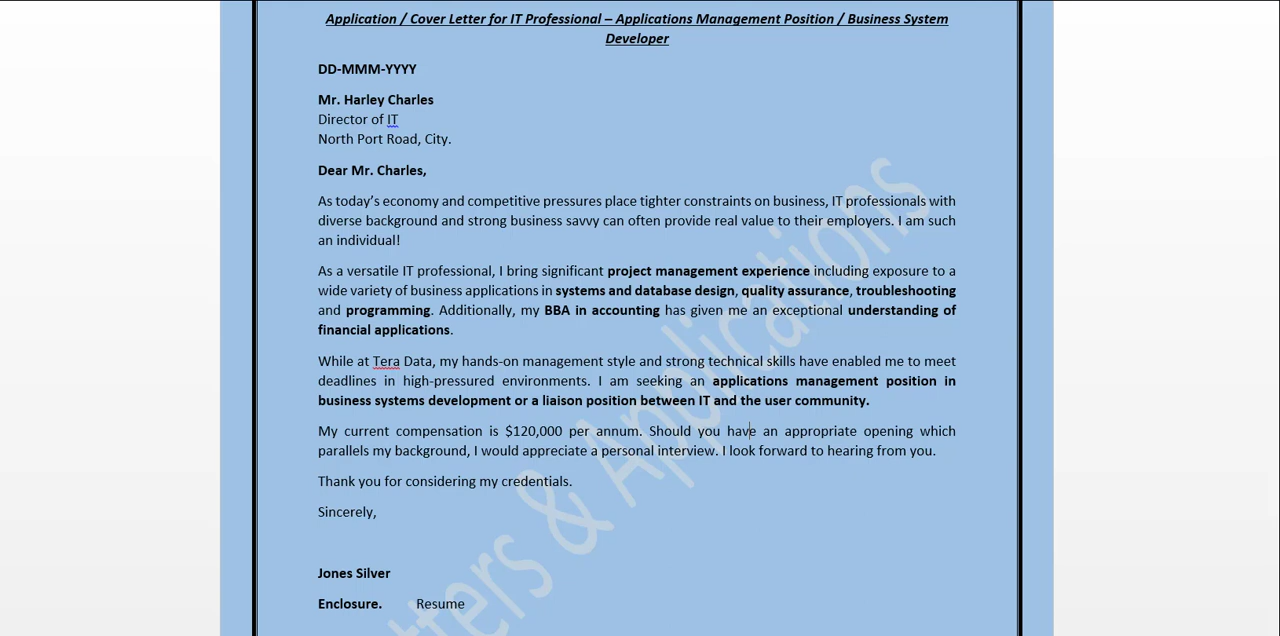 Application / Cover Letter for IT Professional – Applications Management Position / Business System
Developer
DD-MMM-YYYY
Mr. Harley Charles
Director of IT
North Port Road, City.
Dear Mr. Charles,
As today’s economy and competitive pressures place tighter constraints on business, IT professionals with
diverse background and strong business savvy can often provide real value to their employers. I am such
an individual!
As a versatile IT professional, I bring significant project management experience including exposure to a
wide variety of business applications in systems and database design, quality assurance, troubleshooting
and programming. Additionally, my BBA in accounting has given me an exceptional understanding of
financial applications.
While at Tera Data, my hands-on management style and strong technical skills have enabled me to meet
deadlines in high-pressured environments. I am seeking an applications management position in
business systems development or a liaison position between IT and the user community.
My current compensation is $120,000 per annum. Should you have an appropriate opening which
parallels my background, I would appreciate a personal interview. I look forward to hearing from you.
Thank you for considering my credentials.
Sincerely,
Jones Silver
Enclosure. Resume
tters & Applications